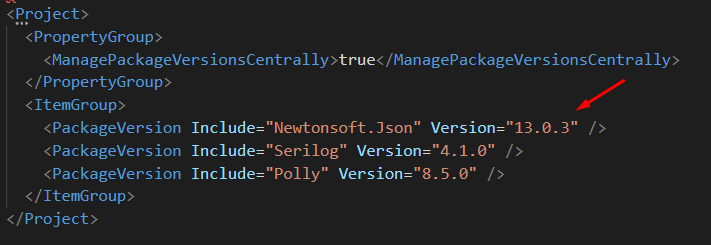 <Project>
<PropertyGroup>
<ManagePackageVersionsCentrally>true</ManagePackageVersionsCentrally>
</PropertyGroup>
<ItemGroup>
<PackageVersion Include="Newtonsoft.Json" Version="13.0.3" />
<PackageVersion Include="Serilog" Version="4.1.0" />
<PackageVersion Include="Polly" Version="8.5.0" />
</ItemGroup>
</Project>